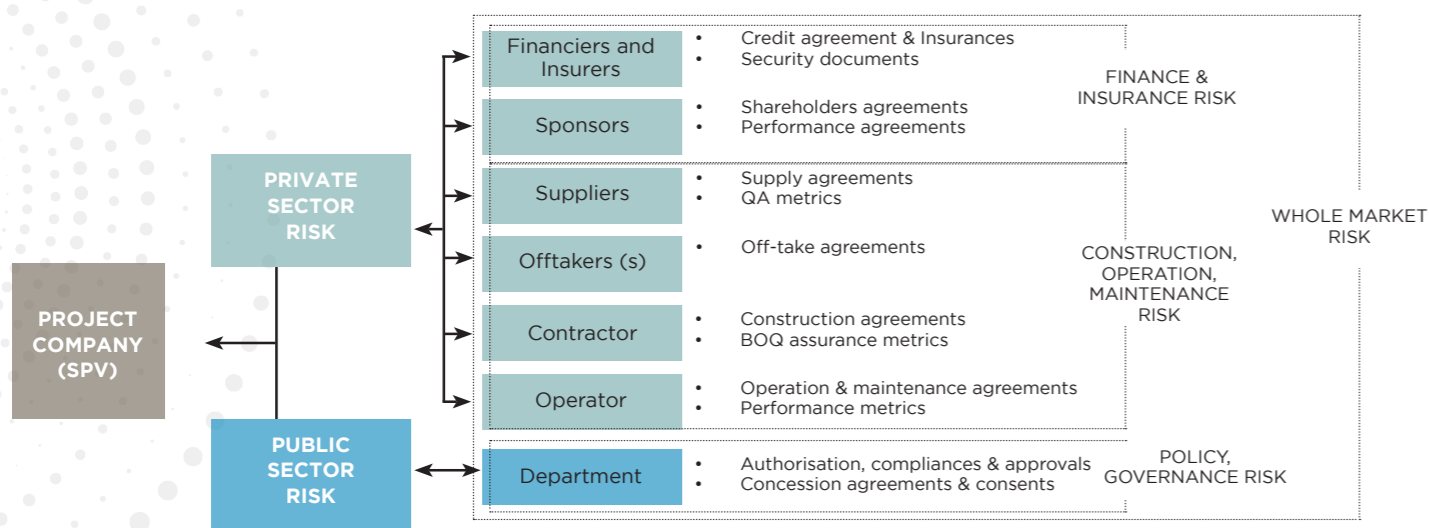 PROJECT
COMPANY
(SPV)
PRIVATE
SECTOR
RISK
PUBLIC
SECTOR
RISK
Financiers and
Insurers
• Credit agreement & Insurances
• Security documents
Sponsors
• Shareholders agreements
• Performance agreements
FINANCE &
INSURANCE RISK
Suppliers
• Supply agreements
• QA metrics
Offtakers (s)
• Off-take agreements
Contractor
• Construction agreements
• BOQ assurance metrics
Operator
• Operation & maintenance agreements
• Performance metrics
CONSTRUCTION,
OPERATION,
MAINTENANCE
RISK
Department
• Authorisation, compliances & approvals
• Concession agreements & consents
POLICY,
GOVERNANCE RISK
WHOLE MARKET
RISK